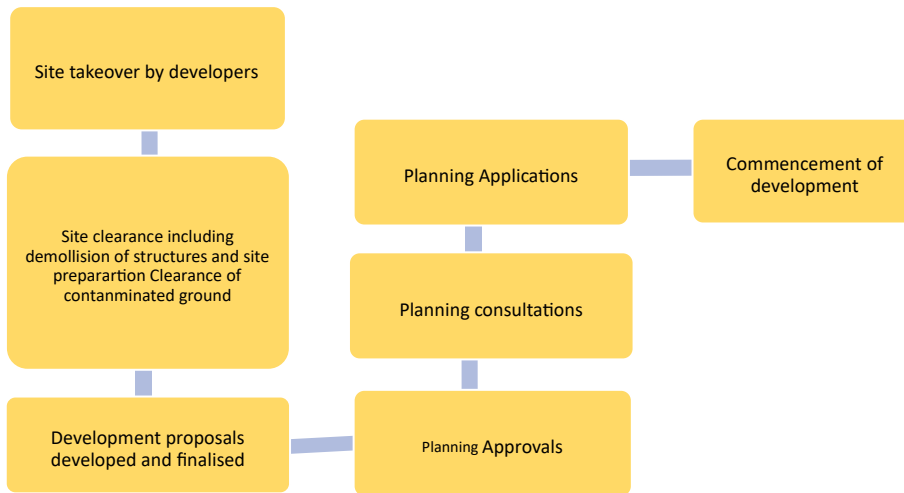 Site takeover by developers
Site clearance including
demollision of structures and site
preparartion Clearance of
contanminated ground
Development proposals
developed and finalised
Planning Approvals
Planning consultations
Planning Applications
Commencement of
development